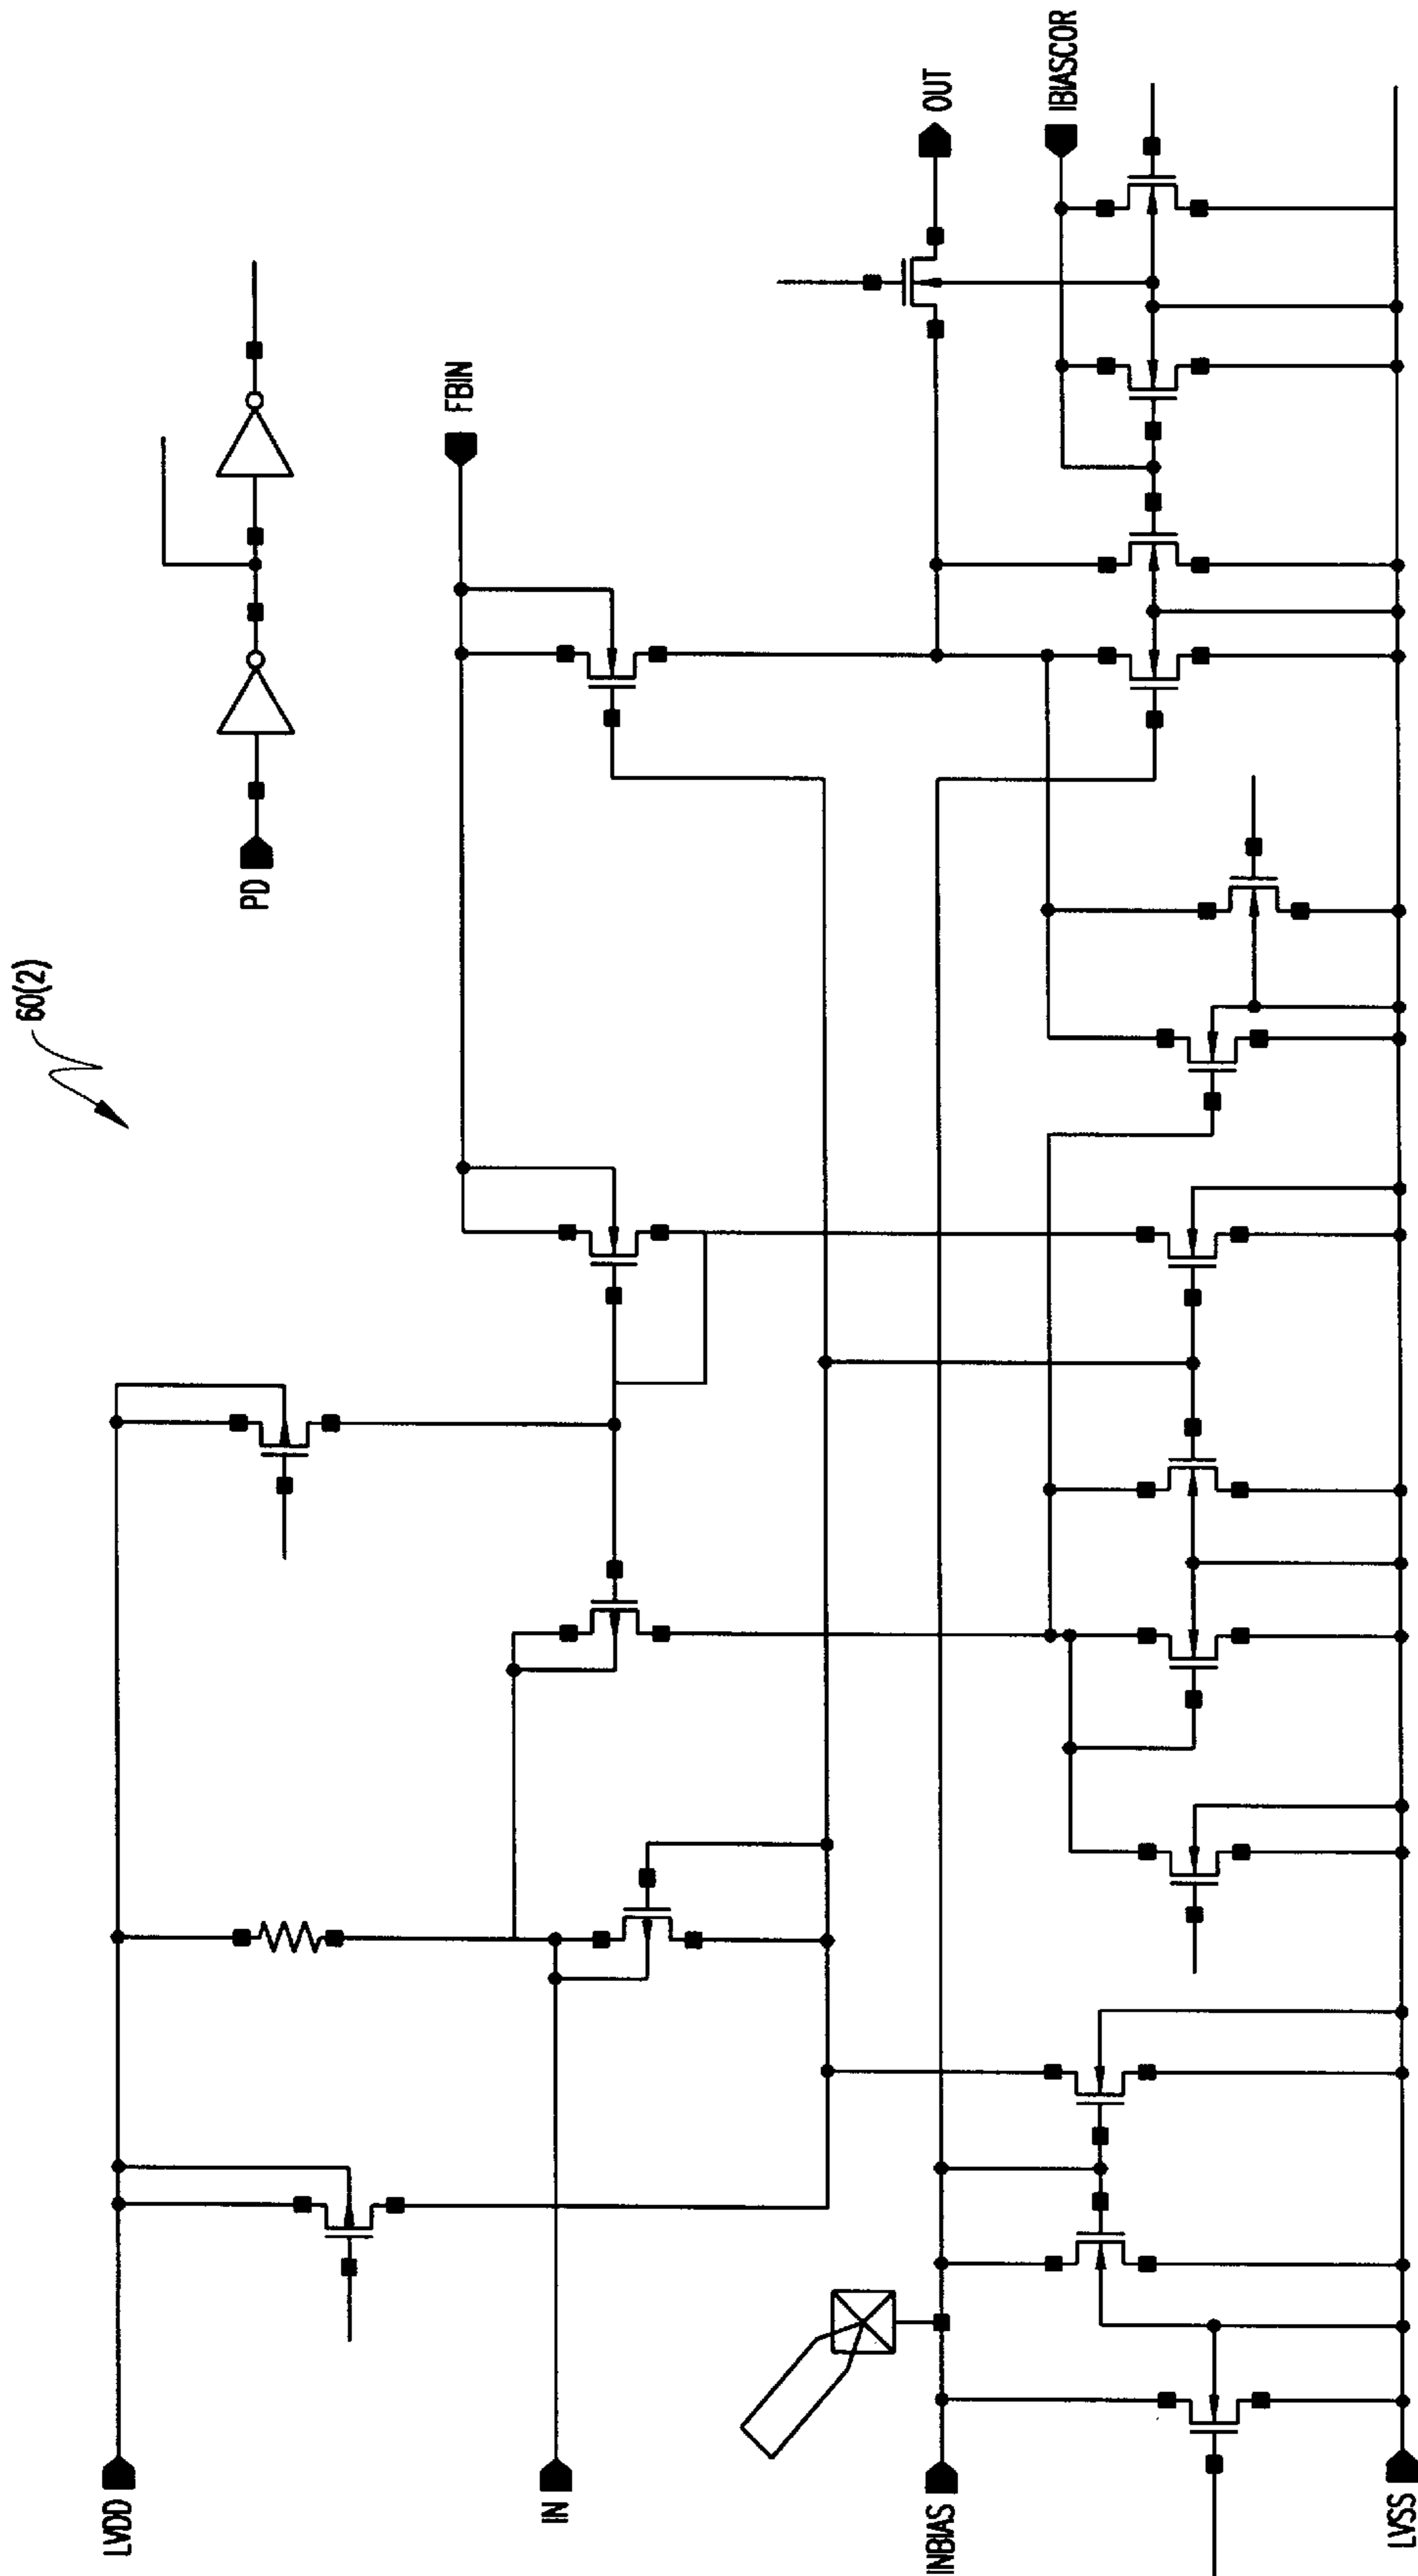 60(2)
PD
FBIN
OUT
IBIASCOR
LVDD
IN
INBIAS
LVSS